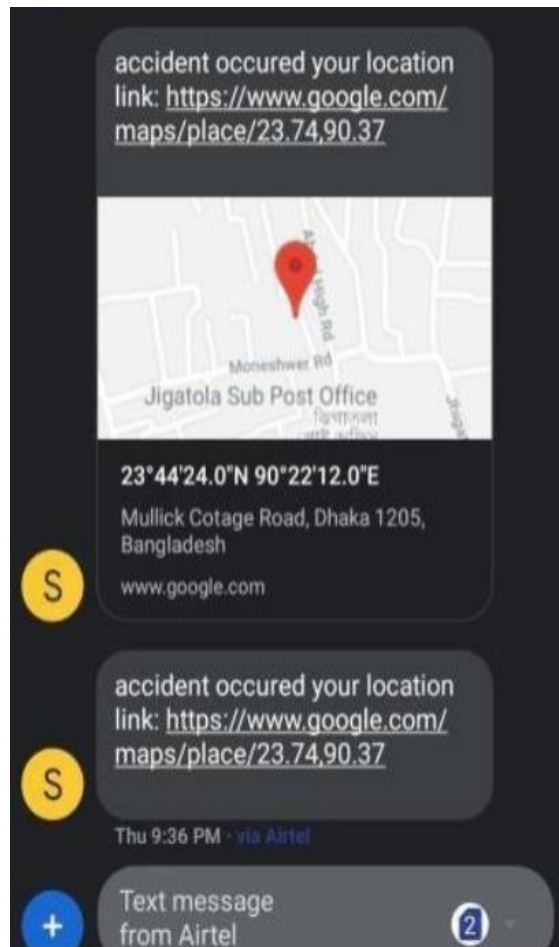 accident occured your location
link: https://www.google.com/
maps/place/23.74,90.37
High Rd
Moneshwer Rd
Jigatola Sub Post Office
23°44'24.0"N 90°22'12.0"E
Mullick Cotage Road, Dhaka 1205,
Bangladesh
S
www.google.com
accident occured your location
link: https://www.google.com/
maps/place/23.74,90.37
S
Thu 9:36 PM · via Airtel
+
Text message
from Airtel
2